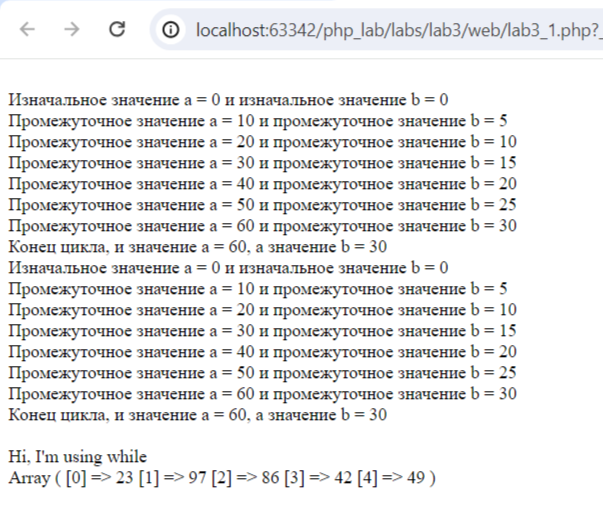 localhost:63342/php_lab/labs/lab3/web/lab3_1.php?_
Изначальное значение a = 0 и изначальное значение b = 0
Промежуточное значение a = 10 и промежуточное значение b = 5
Промежуточное значение a = 20 и промежуточное значение b = 10
Промежуточное значение a = 30 и промежуточное значение b = 15
Промежуточное значение a = 40 и промежуточное значение b = 20
Промежуточное значение a = 50 и промежуточное значение b = 25
Промежуточное значение a = 60 и промежуточное значение b = 30
Конец цикла, и значение a = 60, а значение b = 30
Изначальное значение a = 0 и изначальное значение b = 0
Промежуточное значение a = 10 и промежуточное значение b = 5
Промежуточное значение a = 20 и промежуточное значение b = 10
Промежуточное значение a = 30 и промежуточное значение b = 15
Промежуточное значение a = 40 и промежуточное значение b = 20
Промежуточное значение a = 50 и промежуточное значение b = 25
Промежуточное значение a = 60 и промежуточное значение b = 30
Конец цикла, и значение a = 60, а значение b = 30
Hi, I'm using while
Array ( [0] => 23 [1] => 97 [2] => 86 [3] => 42 [4] => 49 )